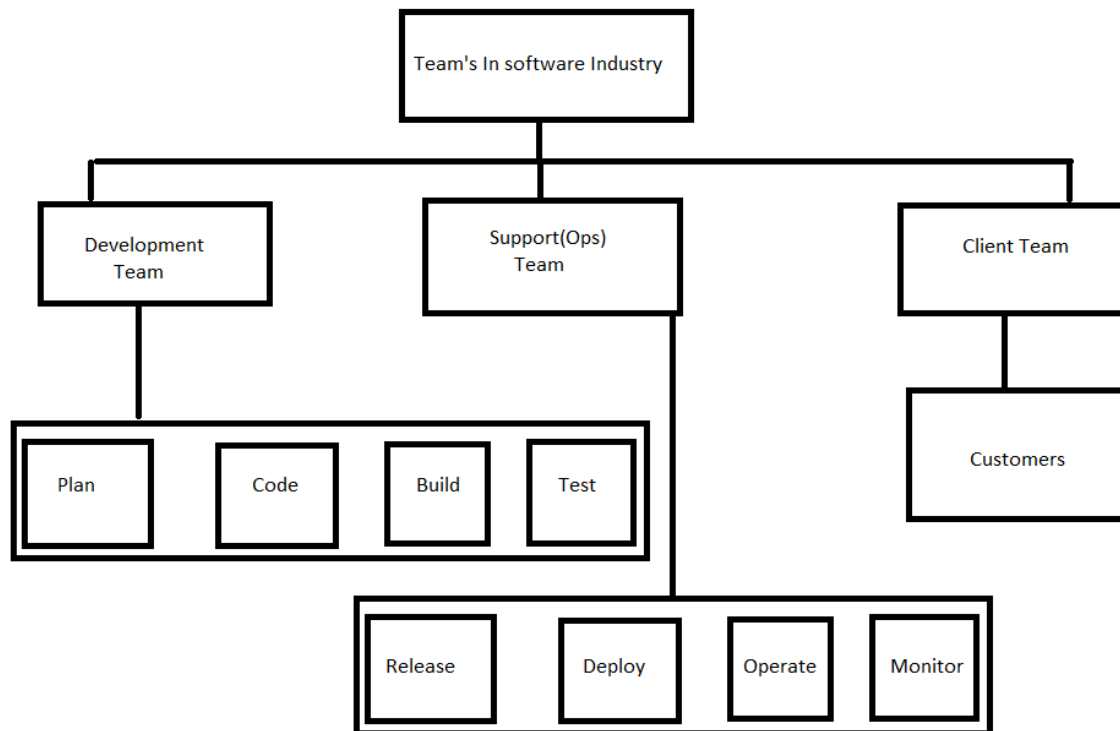 Team's In software Industry
Development
Team
Support(Ops)
Team
Client Team
Plan
Code
Build
Test
Customers
Release
Deploy
Operate
Monitor